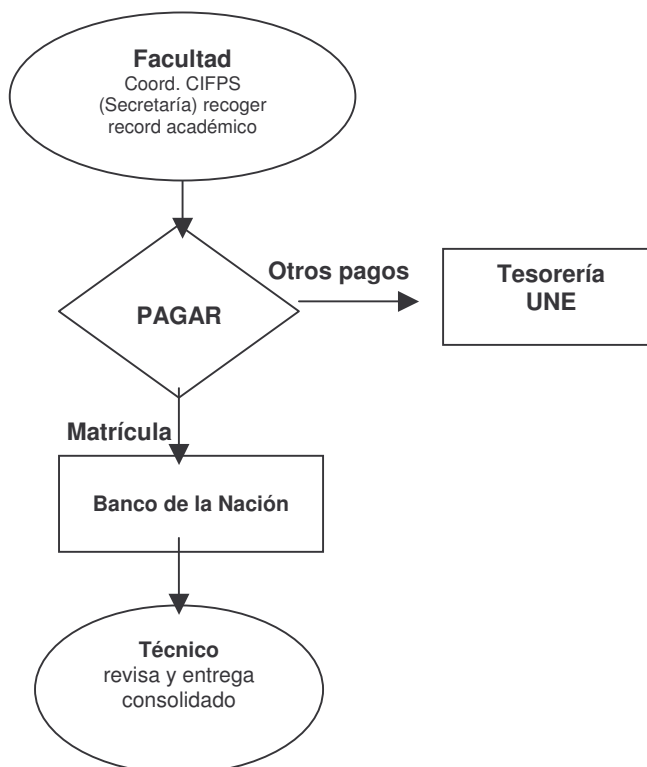 Facultad
Coord. CIFPS
(Secretaría) recoger
record académico
Otros pagos
Tesorería
UNE
PAGAR
Matrícula
Banco de la Nación
Técnico
revisa y entrega
consolidado